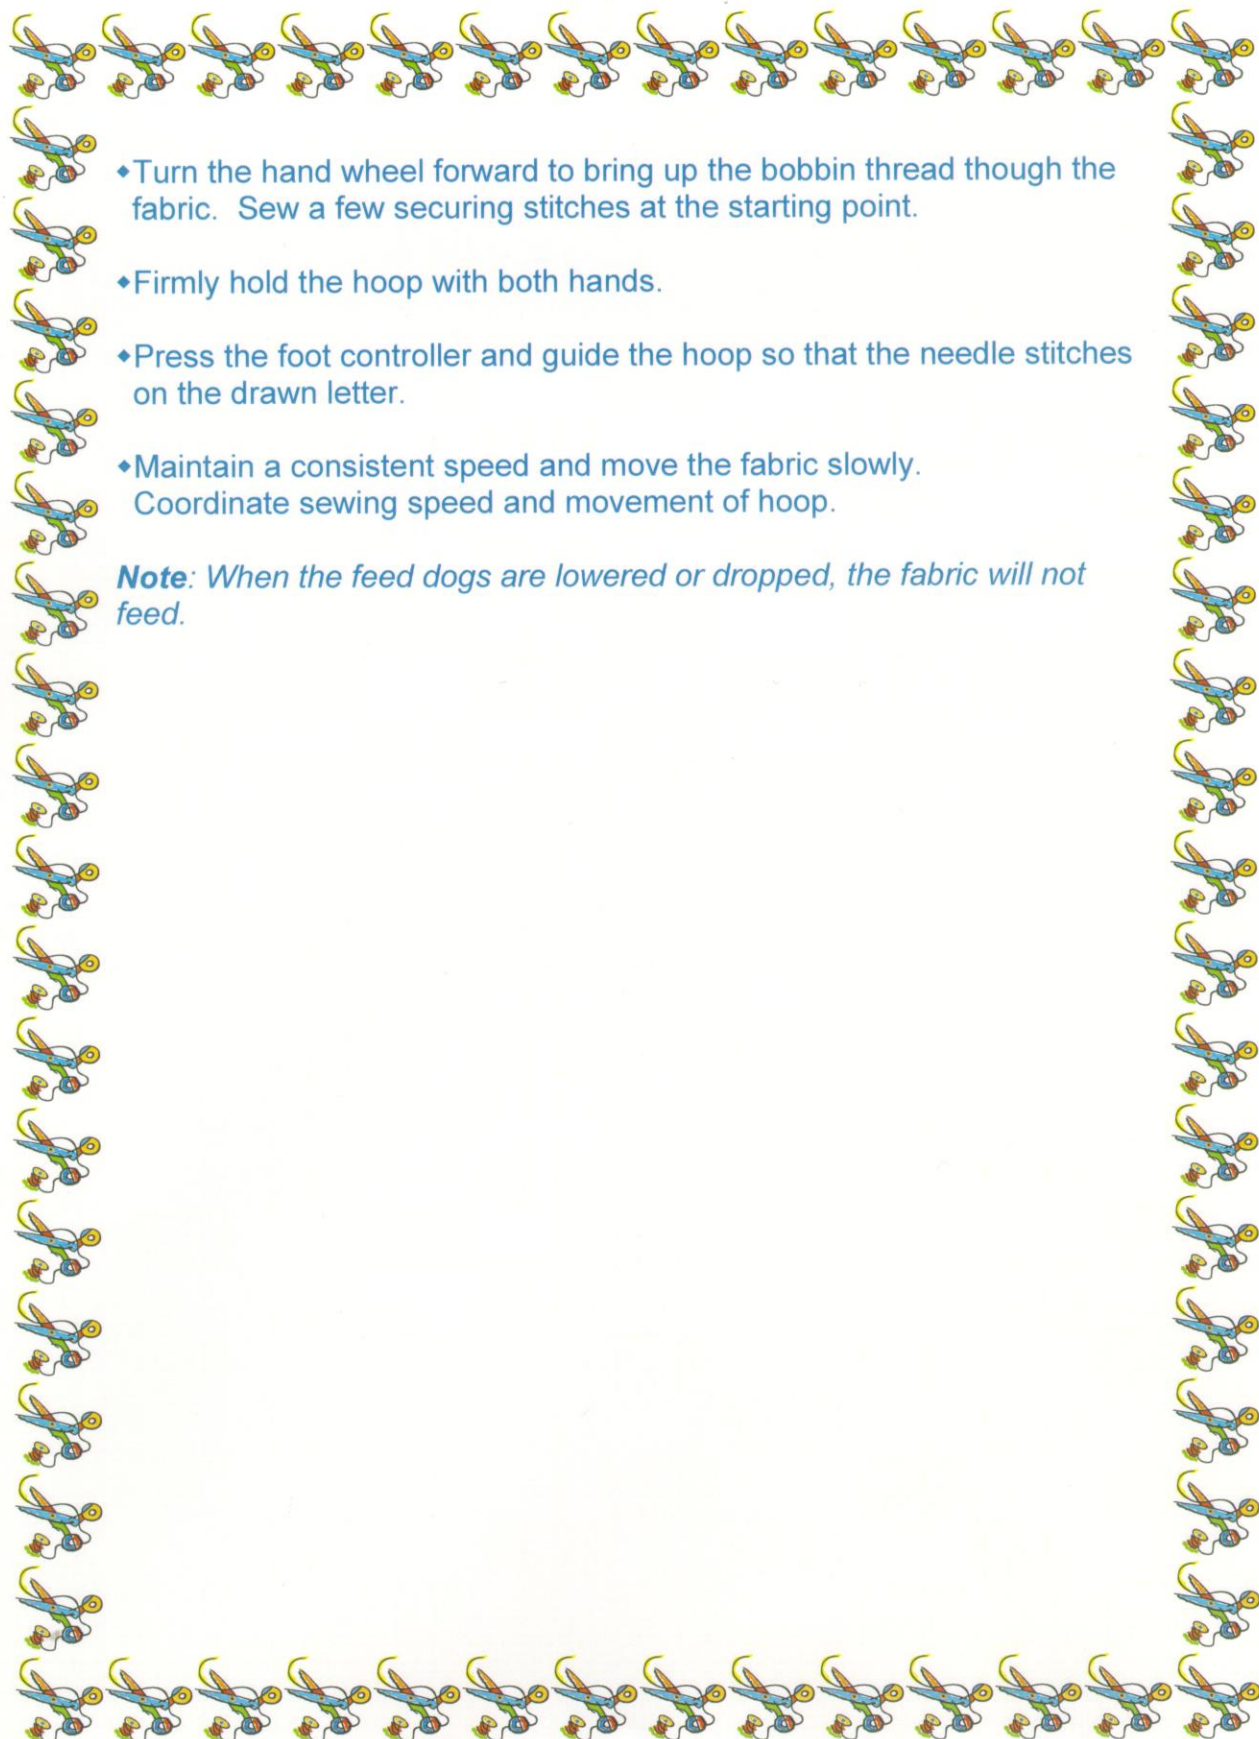 ◆Turn the hand wheel forward to bring up the bobbin thread though the
fabric. Sew a few securing stitches at the starting point.
◆Firmly hold the hoop with both hands.
◆Press the foot controller and guide the hoop so that the needle stitches
on the drawn letter.
◆Maintain a consistent speed and move the fabric slowly.
Coordinate sewing speed and movement of hoop.
Note: When the feed dogs are lowered or dropped, the fabric will not
feed.